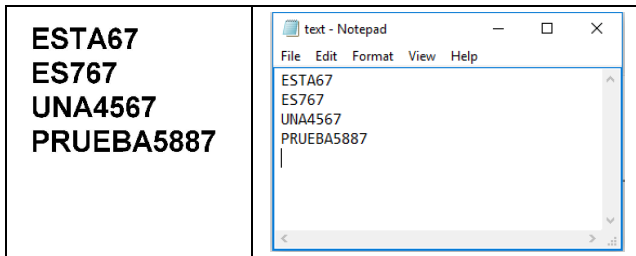 ESTA67
ES767
UNA4567
PRUEBA5887
text - Notepad
File Edit Format View Help
ESTA67
ES767
UNA4567
PRUEBA5887